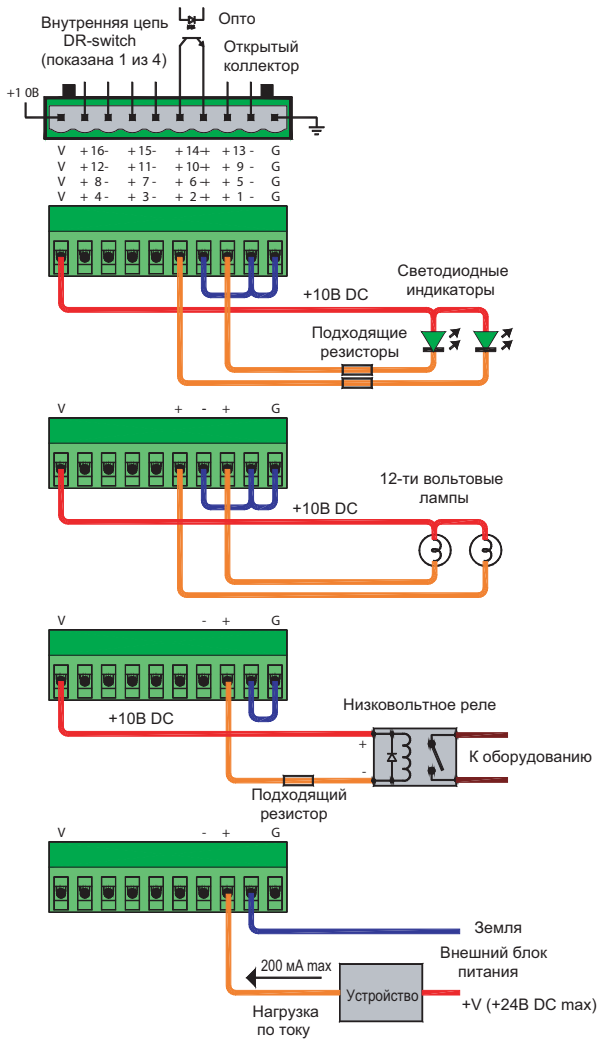 Внутренняя цепь
DR-switch
(показана 1 из 4)
Опто
Открытый
коллектор
+1 0В
V + 16- + 15- + 14+ + 13 - G
V + 12- + 11- + 10+ + 9 - G
V + 8 - + 7 - + 6 + + 5 - G
V + 4 - + 3 - + 2 + + 1 - G
+10В DC
Светодиодные
индикаторы
Подходящие
резисторы
V + - + G
12-ти вольтовые
лампы
+10В DC
V - + G
Низковольтное реле
+10В DC
+
-
К оборудованию
Подходящий
резистор
V - + G
Земля
200 мА max
Внешний блок
питания
Устройство
+V (+24В DC max)
Нагрузка
по току